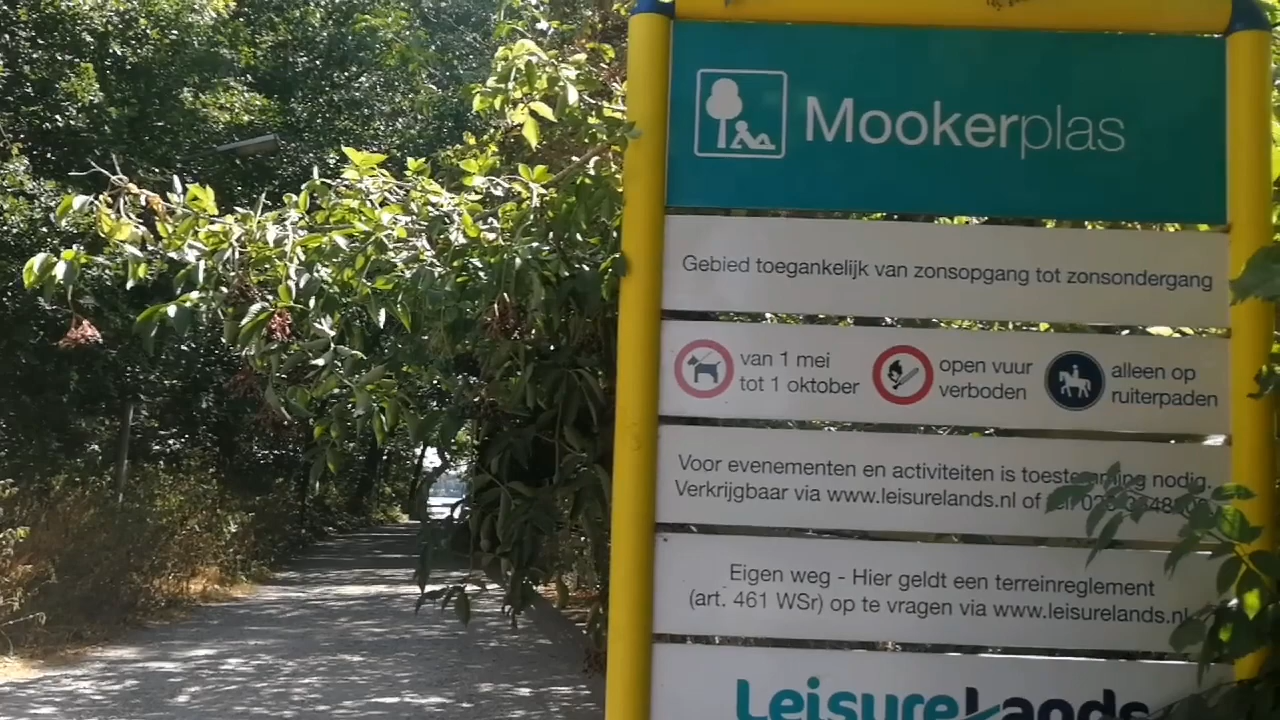 Mookerplas
Gebied toegankelijk van zonsopgang tot zonsondergang
van 1 mei
tot 1 oktober
open vuur
verboden
alleen op
ruiterpaden
Voor evenementen en activiteiten is toestemming nodig.
Verkrijgbaar via www.leisurelands.nl of
Eigen weg - Hier geldt een terreinreglement
(art. 461 WSr) op te vragen via www.leisurelands.nl
LeisureLands